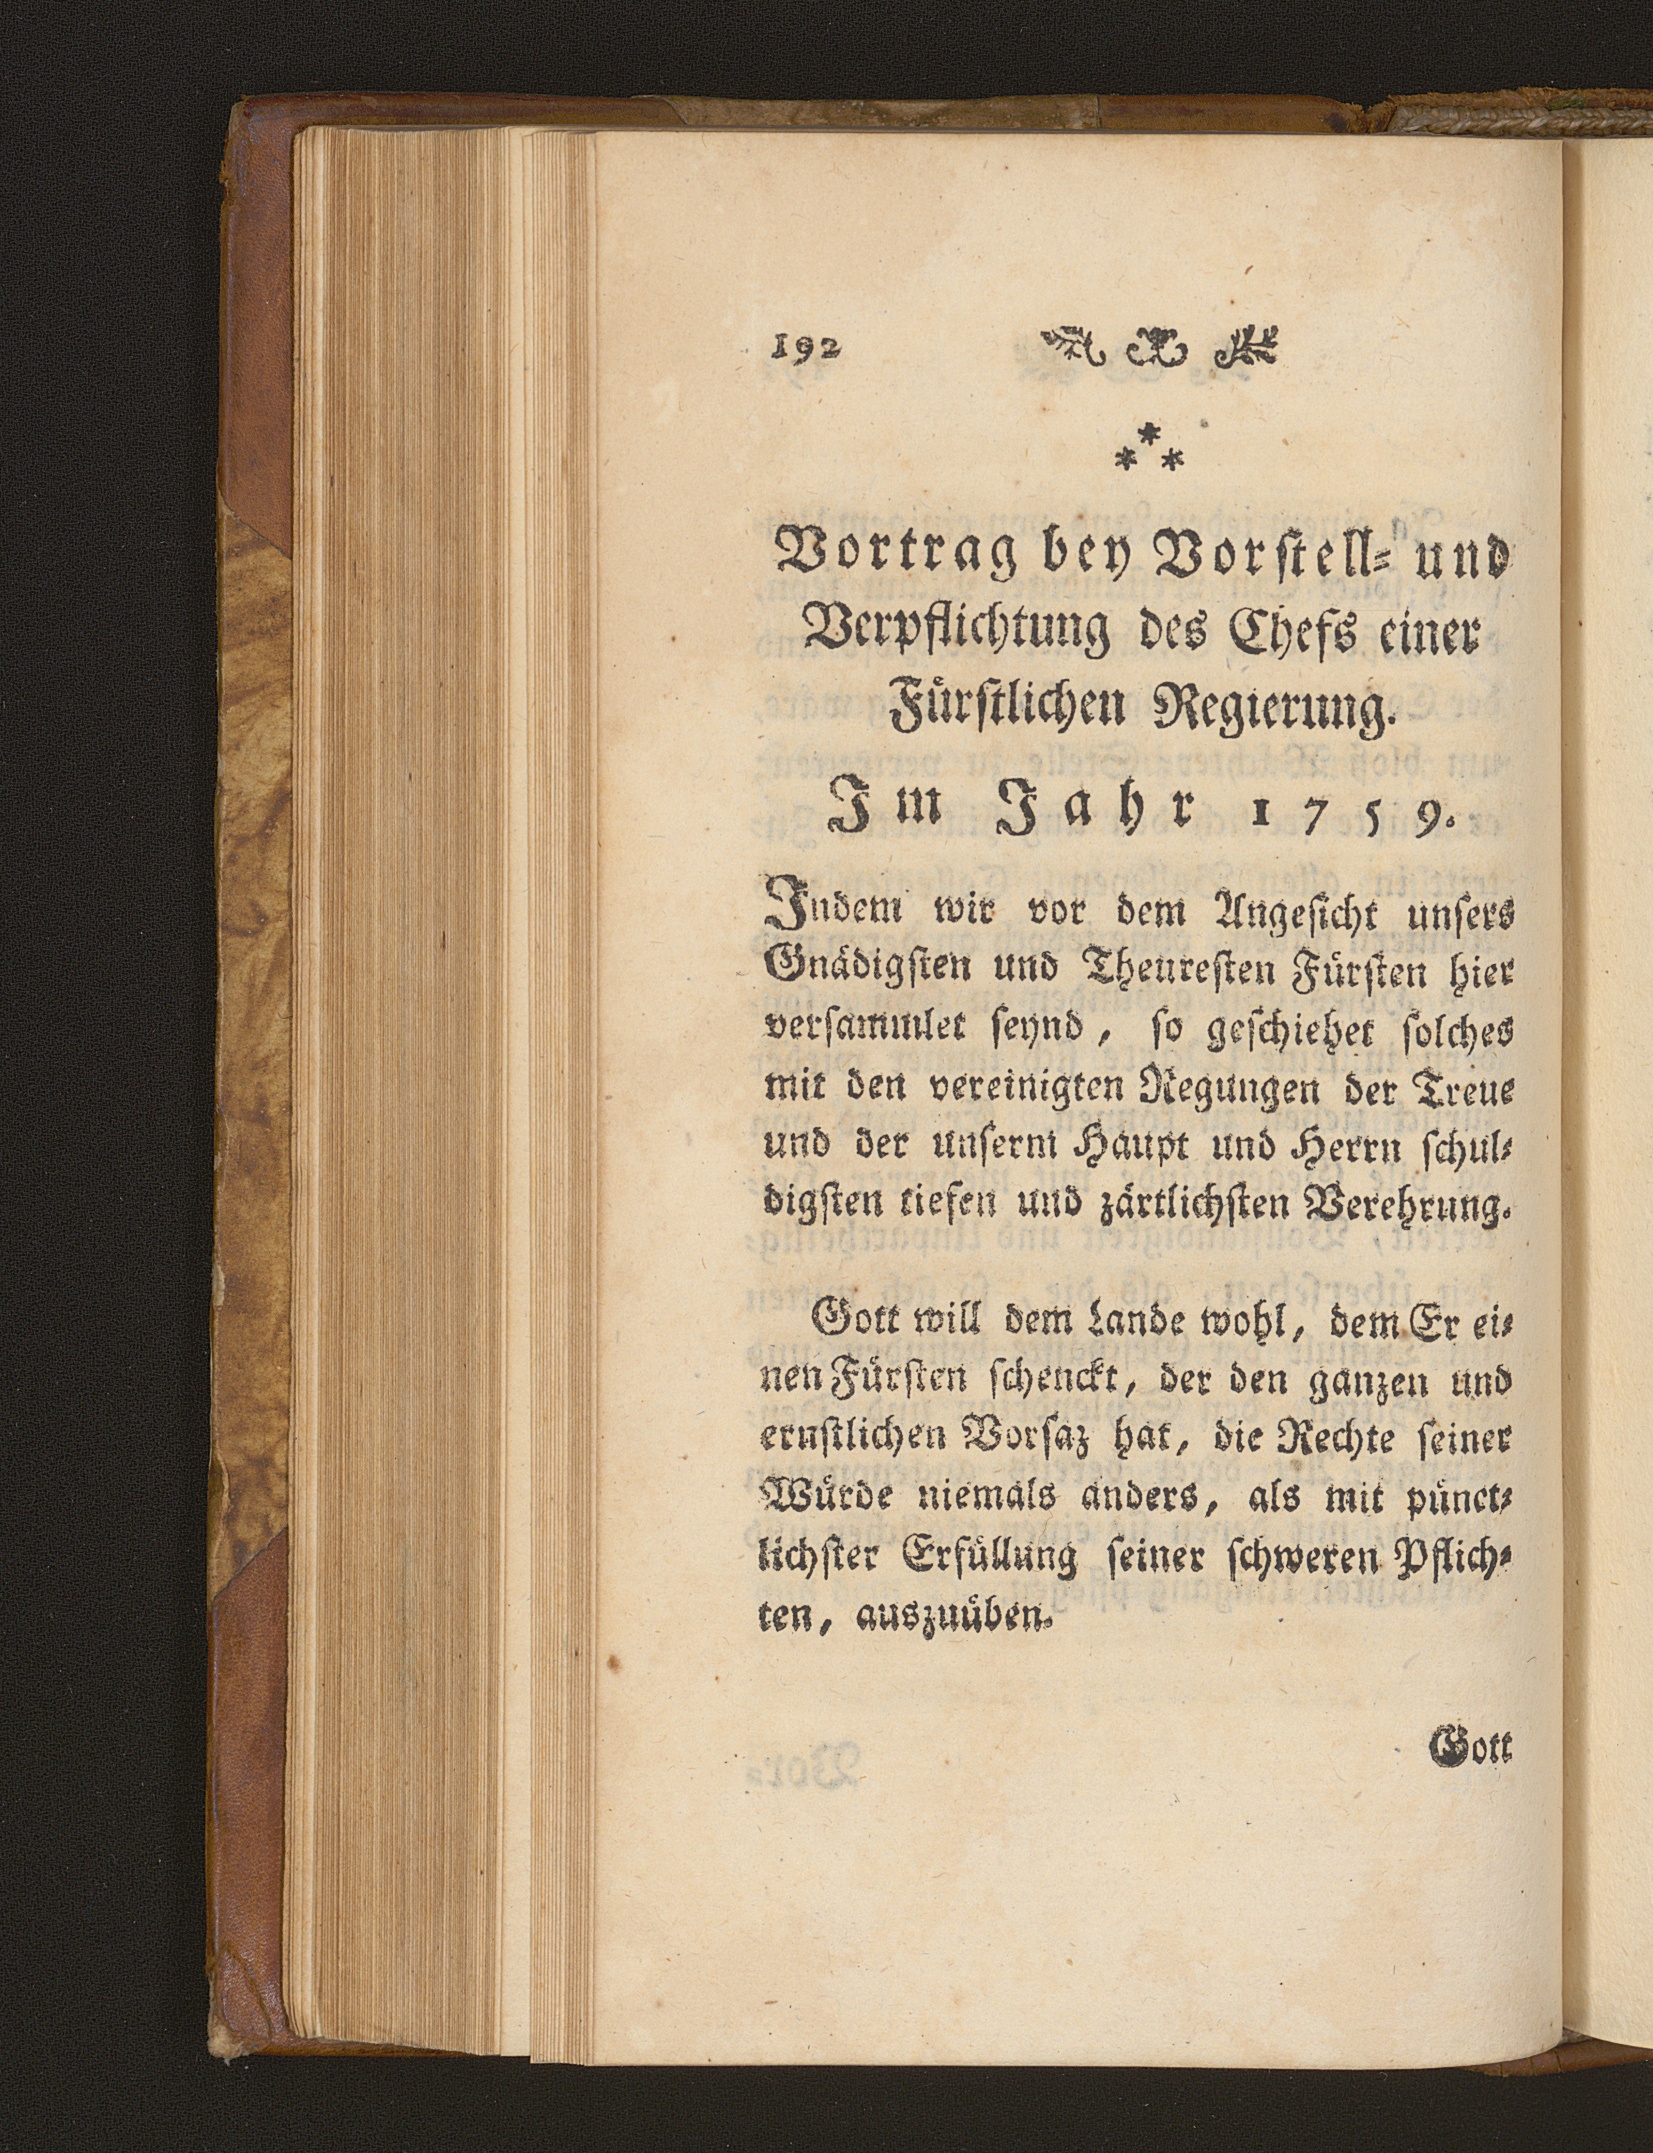 192
* * *
Vortrag bey Vorſtell⸗ und
Verpflichtung des Chefs einer
Fürſtlichen Regierung.
Im Jahr 1759.
Indem wir vor dem Angeſicht unſers
Gnädigſten und Theureſten Fürſten hier
verſammlet ſeynd, ſo geſchiehet ſolches
mit den vereinigten Regungen der Treue
und der unſerm Haupt und Herrn ſchul⸗
digſten tiefen und zärtlichſten Verehrung.
Gott will dem Lande wohl, dem Er ei⸗
nen Fürſten ſchenckt, der den ganzen und
ernſtlichen Vorſaz hat, die Rechte ſeiner
Würde niemals anders, als mit pünct⸗
lichſter Erfüllung ſeiner ſchweren Pflich⸗
ten, auszuüben.
Gott